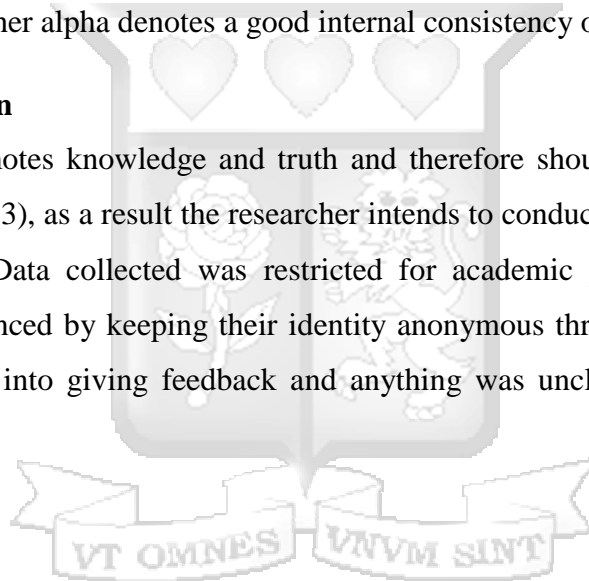 her alpha denotes a good internal consistency o
n
notes knowledge and truth and therefore shou
3), as a result the researcher intends to conduc
Data collected was restricted for academic
nced by keeping their identity anonymous thr
into giving feedback and anything was uncl
VT OMNES VNVM SINT